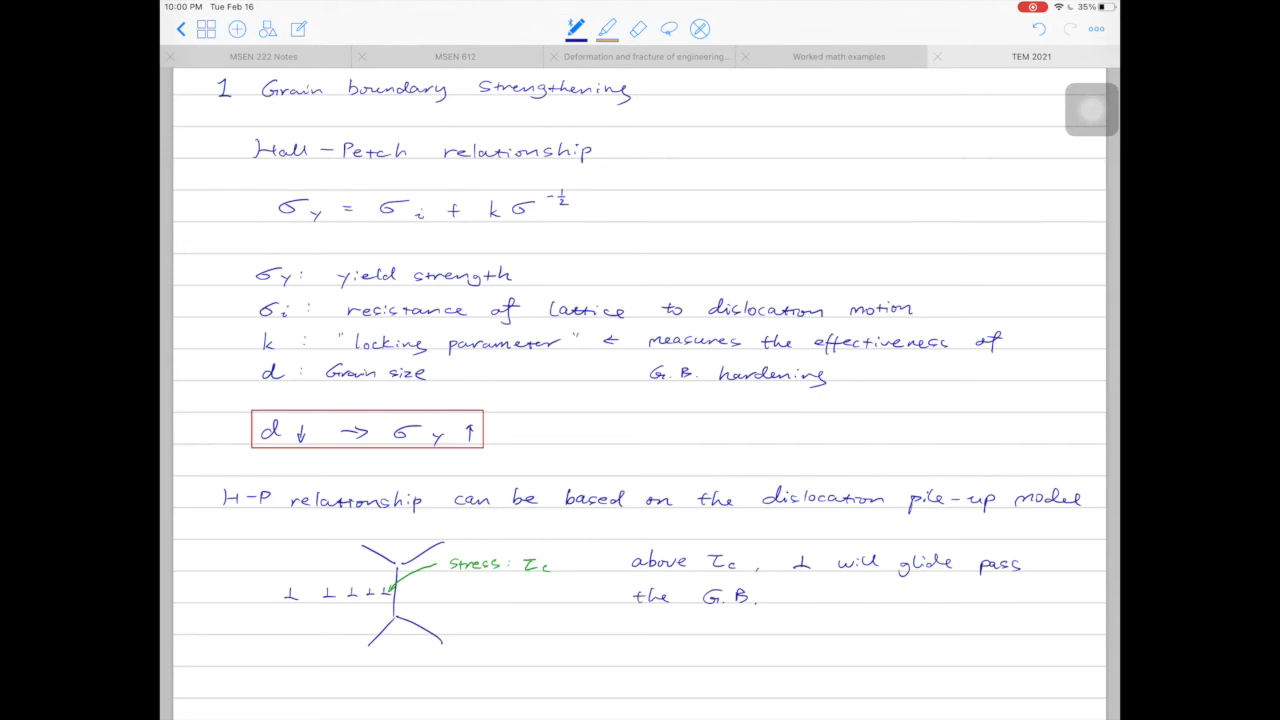 10:00 PM Tue Feb 16
35%
MSEN 222 Notes
MSEN 612
Deformation and fracture of engineering...
Worked math examples
TEM 2021
1 Grain boundary strengthening
Hall-Petch relationship
σy = σi + k σ^-1/2
σy: yield strength
σi: resistance of lattice to dislocation motion
k : "locking parameter" ← measures the effectiveness of
d : Grain size G.B. hardening
d ↓ → σy ↑
H-P relationship can be based on the dislocation pile-up model
stress: τc above τc, ⊥ will glide pass
⊥ ⊥ ⊥ ⊥ ⊥ the G.B.